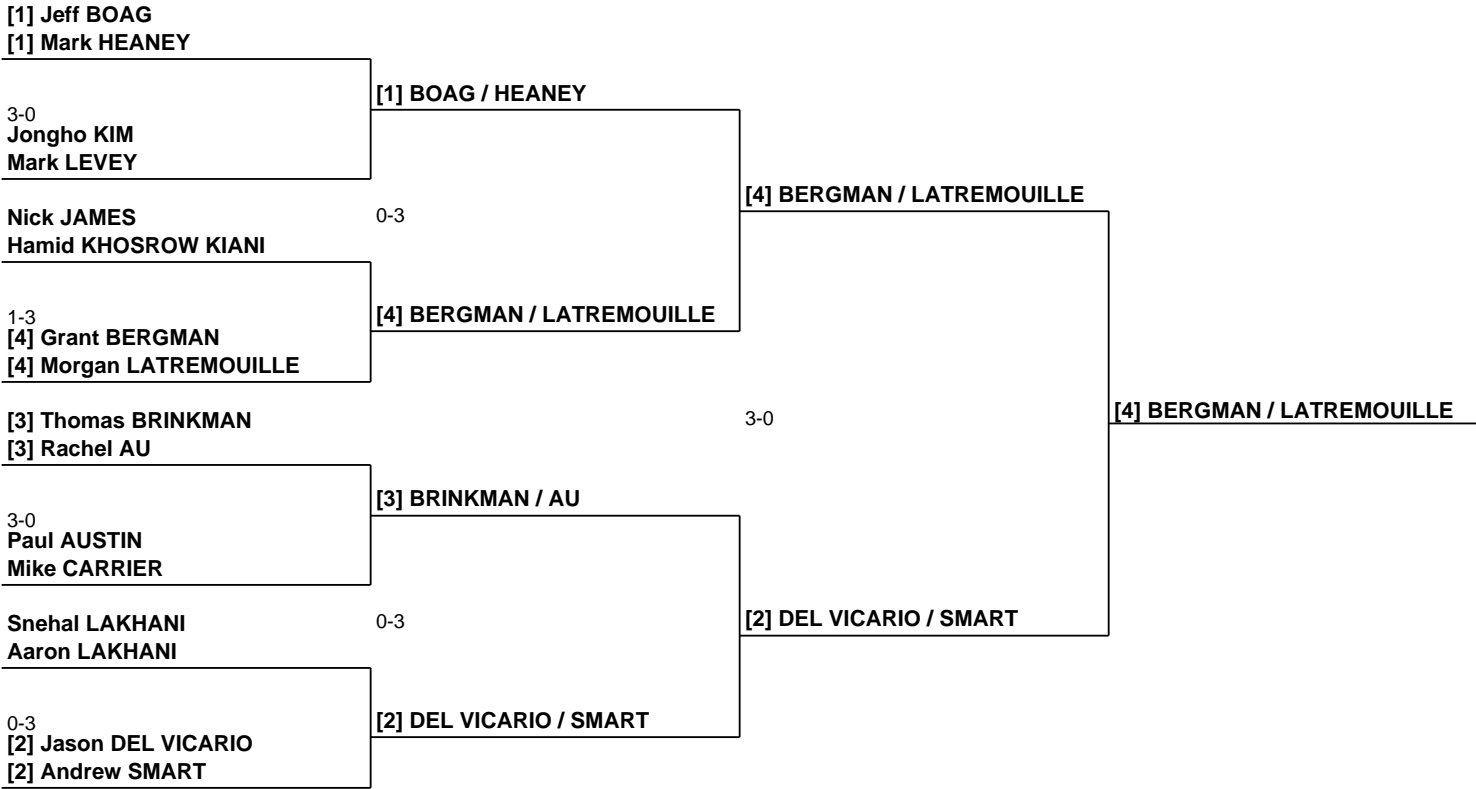 [1] Jeff BOAG
[1] Mark HEANEY
3-0
Jongho KIM
Mark LEVEY
Nick JAMES
Hamid KHOSROW KIANI
1-3
[4] Grant BERGMAN
[4] Morgan LATREMOUILLE
[3] Thomas BRINKMAN
[3] Rachel AU
3-0
Paul AUSTIN
Mike CARRIER
Snehal LAKHANI
Aaron LAKHANI
0-3
[2] Jason DEL VICARIO
[2] Andrew SMART
[1] BOAG / HEANEY
0-3
[4] BERGMAN / LATREMOUILLE
[3] BRINKMAN / AU
0-3
[2] DEL VICARIO / SMART
[4] BERGMAN / LATREMOUILLE
3-0
[2] DEL VICARIO / SMART
[4] BERGMAN / LATREMOUILLE